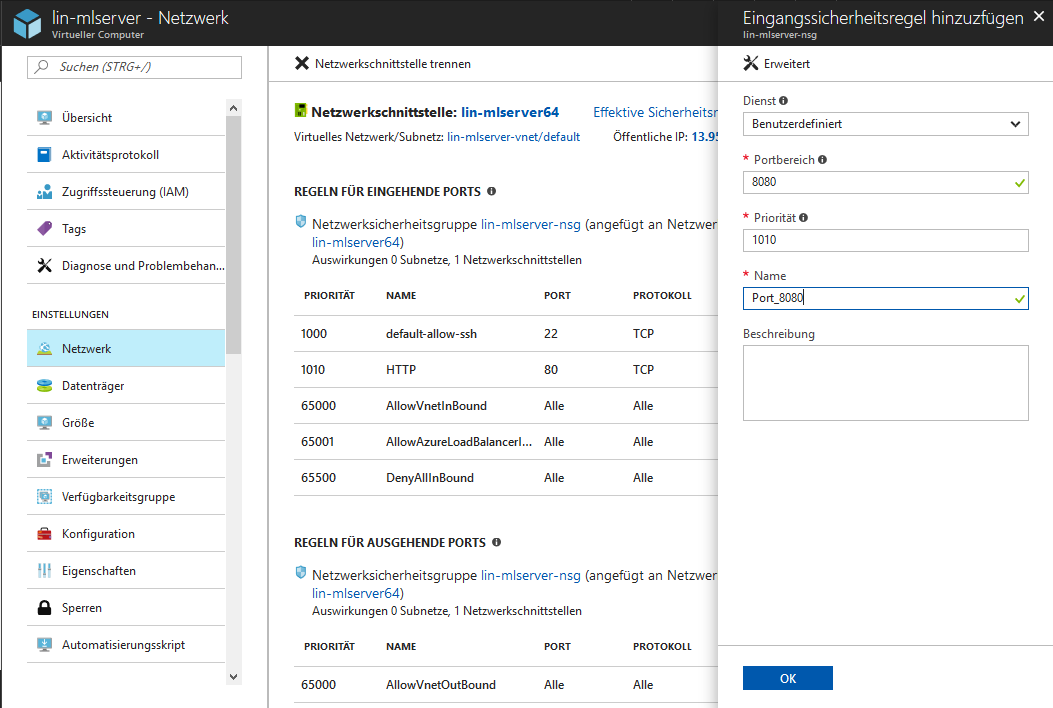 lin-mlserver - Netzwerk
Virtueller Computer
Suchen (STRG+/)
Übersicht
Aktivitätsprotokoll
Zugriffssteuerung (IAM)
Tags
Diagnose und Problembehan...
EINSTELLUNGEN
Netzwerk
Datenträger
Größe
Erweiterungen
Verfügbarkeitsgruppe
Konfiguration
Eigenschaften
Sperren
Automatisierungsskript
Netzwerkschnittstelle trennen
Netzwerkschnittstelle: lin-mlserver64 Effektive Sicherheitsr
Virtuelles Netzwerk/Subnetz: lin-mlserver-vnet/default Öffentliche IP: 13.95
REGELN FÜR EINGEHENDE PORTS
Netzwerksicherheitsgruppe lin-mlserver-nsg (angefügt an Netzwer
lin-mlserver64)
Auswirkungen 0 Subnetze, 1 Netzwerkschnittstellen
PRIORITÄT NAME PORT PROTOKOLL
1000 default-allow-ssh 22 TCP
1010 HTTP 80 TCP
65000 AllowVnetInBound Alle Alle
65001 AllowAzureLoadBalancerI... Alle Alle
65500 DenyAllInBound Alle Alle
REGELN FÜR AUSGEHENDE PORTS
Netzwerksicherheitsgruppe lin-mlserver-nsg (angefügt an Netzwer
lin-mlserver64)
Auswirkungen 0 Subnetze, 1 Netzwerkschnittstellen
PRIORITÄT NAME PORT PROTOKOLL
65000 AllowVnetOutBound Alle Alle
Eingangssicherheitsregel hinzuzufügen
lin-mlserver-nsg
Erweitert
Dienst
Benutzerdefiniert
* Portbereich
8080
* Priorität
1010
* Name
Port_8080
Beschreibung
OK